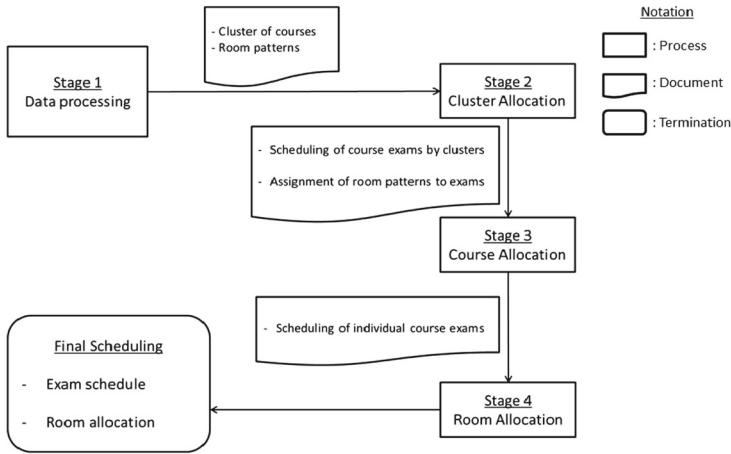 - Cluster of courses
- Room patterns
Stage 1
Data processing
Stage 2
Cluster Allocation
- Scheduling of course exams by clusters
- Assignment of room patterns to exams
Stage 3
Course Allocation
- Scheduling of individual course exams
Stage 4
Room Allocation
Final Scheduling
- Exam schedule
- Room allocation
Notation
: Process
: Document
: Termination